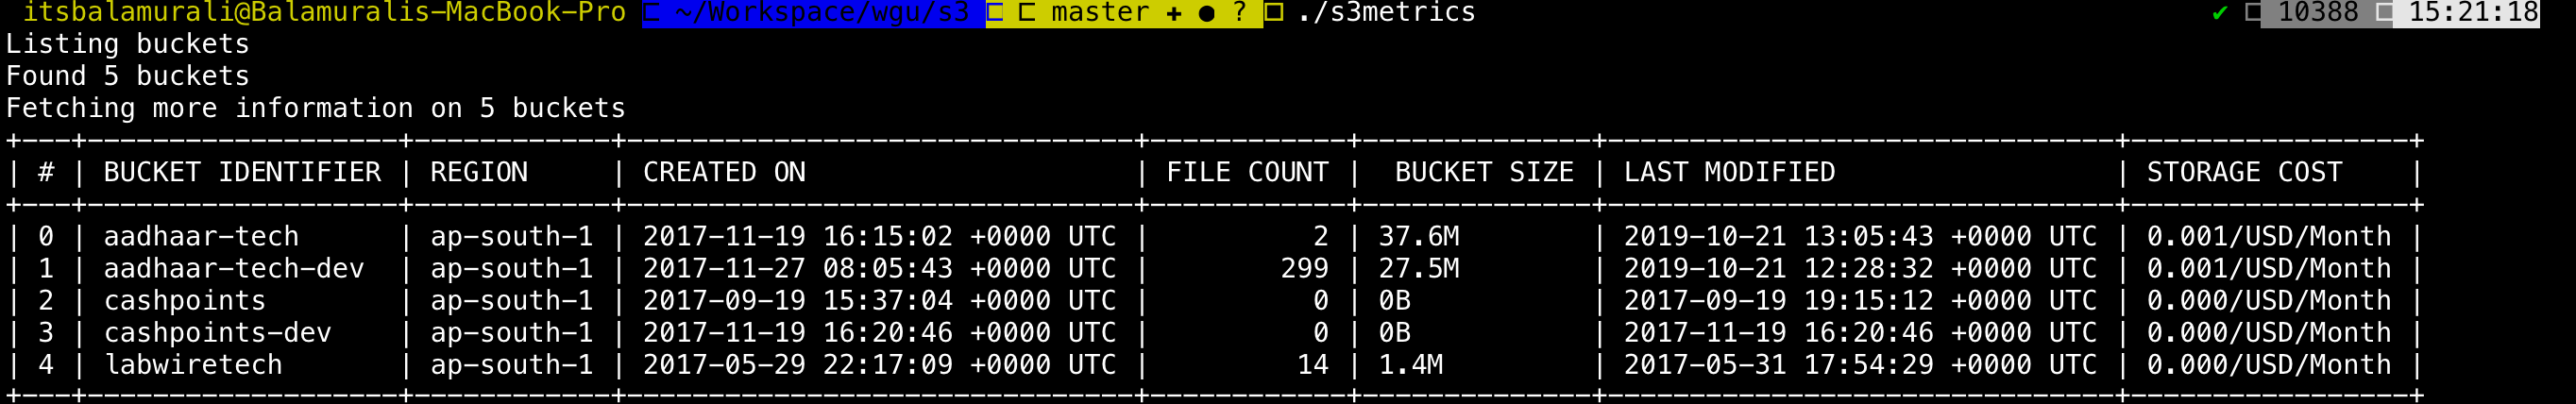 itsbalamurali@Balamuralis-MacBook-Pro ~/Workspace/wgu/s3 master + ● ? ./s3metrics ✔ 10388 15:21:18
Listing buckets
Found 5 buckets
Fetching more information on 5 buckets
+---+-------------------+------------+-------------------------------+------------+--------------+-------------------------------+-----------------+
| # | BUCKET IDENTIFIER | REGION | CREATED ON | FILE COUNT | BUCKET SIZE | LAST MODIFIED | STORAGE COST |
+---+-------------------+------------+-------------------------------+------------+--------------+-------------------------------+-----------------+
| 0 | aadhaar-tech | ap-south-1 | 2017-11-19 16:15:02 +0000 UTC | 2 | 37.6M | 2019-10-21 13:05:43 +0000 UTC | 0.001/USD/Month |
| 1 | aadhaar-tech-dev | ap-south-1 | 2017-11-27 08:05:43 +0000 UTC | 299 | 27.5M | 2019-10-21 12:28:32 +0000 UTC | 0.001/USD/Month |
| 2 | cashpoints | ap-south-1 | 2017-09-19 15:37:04 +0000 UTC | 0 | 0B | 2017-09-19 19:15:12 +0000 UTC | 0.000/USD/Month |
| 3 | cashpoints-dev | ap-south-1 | 2017-11-19 16:20:46 +0000 UTC | 0 | 0B | 2017-11-19 16:20:46 +0000 UTC | 0.000/USD/Month |
| 4 | labwiretech | ap-south-1 | 2017-05-29 22:17:09 +0000 UTC | 14 | 1.4M | 2017-05-31 17:54:29 +0000 UTC | 0.000/USD/Month |
+---+-------------------+------------+-------------------------------+------------+--------------+-------------------------------+-----------------+